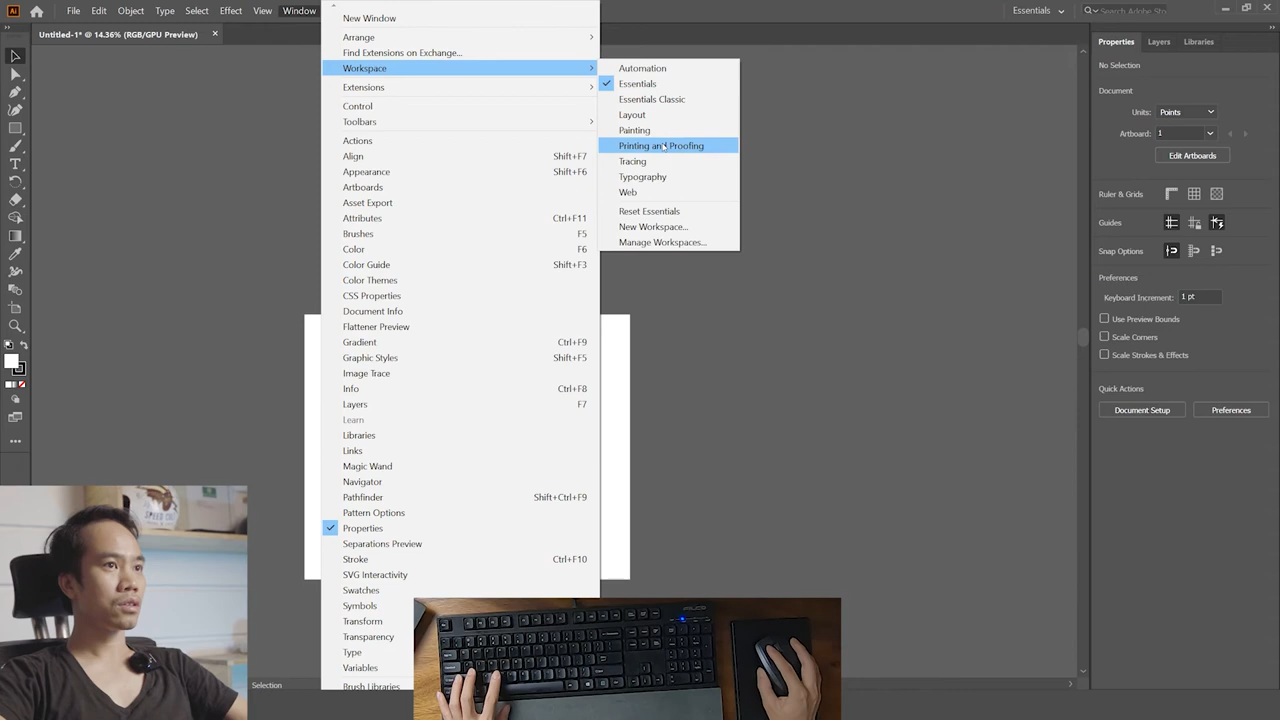 Ai
File
Edit
Object
Type
Select
Effect
View
Window
Essentials
Search Adobe Sto
Untitled-1* @ 14.36% (RGB/GPU Preview)
New Window
Arrange
Find Extensions on Exchange...
Workspace
Extensions
Control
Toolbars
Actions
Align Shift+F7
Appearance Shift+F6
Artboards
Asset Export
Attributes Ctrl+F11
Brushes F5
Color F6
Color Guide Shift+F3
Color Themes
CSS Properties
Document Info
Flattener Preview
Gradient Ctrl+F9
Graphic Styles Shift+F5
Image Trace
Info Ctrl+F8
Layers F7
Learn
Libraries
Links
Magic Wand
Navigator
Pathfinder Shift+Ctrl+F9
Pattern Options
Properties
Separations Preview
Stroke Ctrl+F10
SVG Interactivity
Swatches
Symbols
Transform
Transparency
Type
Variables
Brush Libraries
Automation
Essentials
Essentials Classic
Layout
Painting
Printing and Proofing
Tracing
Typography
Web
Reset Essentials
New Workspace...
Manage Workspaces...
Properties
Layers
Libraries
No Selection
Document
Units: Points
Artboard: 1
Edit Artboards
Ruler & Grids
Guides
Snap Options
Preferences
Keyboard Increment: 1 pt
Use Preview Bounds
Scale Corners
Scale Strokes & Effects
Quick Actions
Document Setup
Preferences
Selection